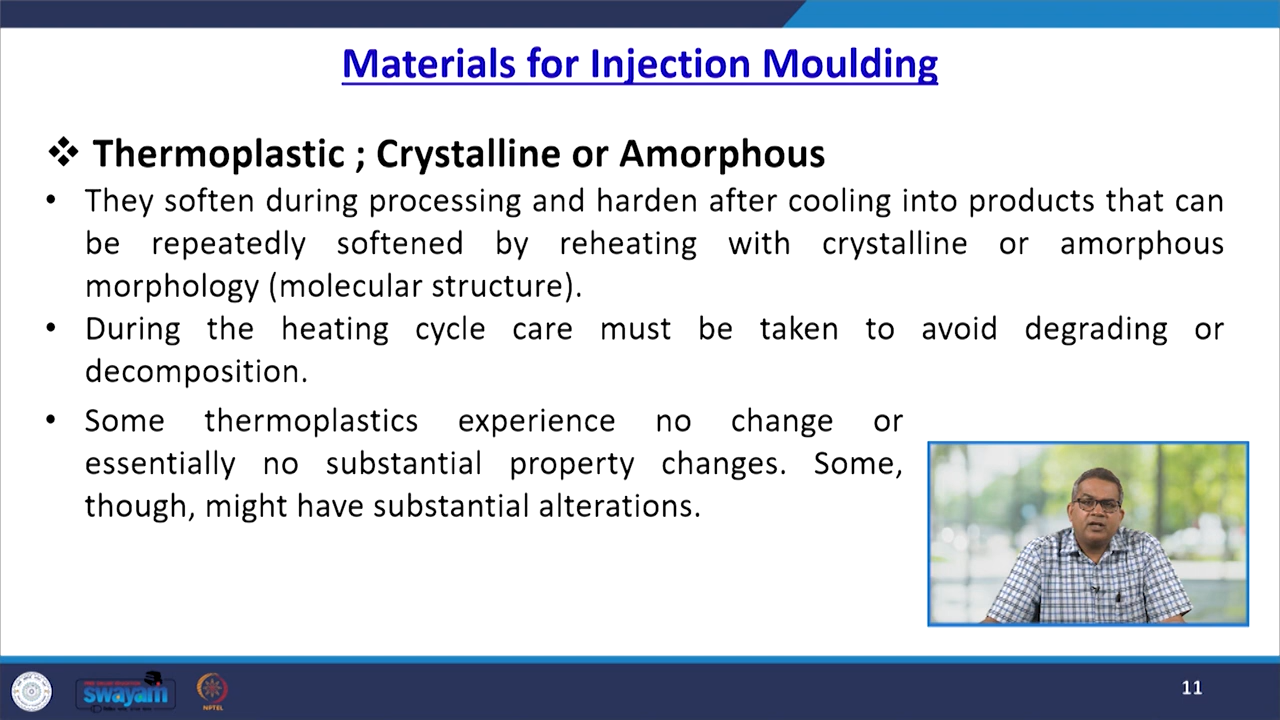 Materials for Injection Moulding
❖ Thermoplastic ; Crystalline or Amorphous
• They soften during processing and harden after cooling into products that can
be repeatedly softened by reheating with crystalline or amorphous
morphology (molecular structure).
• During the heating cycle care must be taken to avoid degrading or
decomposition.
• Some thermoplastics experience no change or
essentially no substantial property changes. Some,
though, might have substantial alterations.
swayam
NPTEL
11